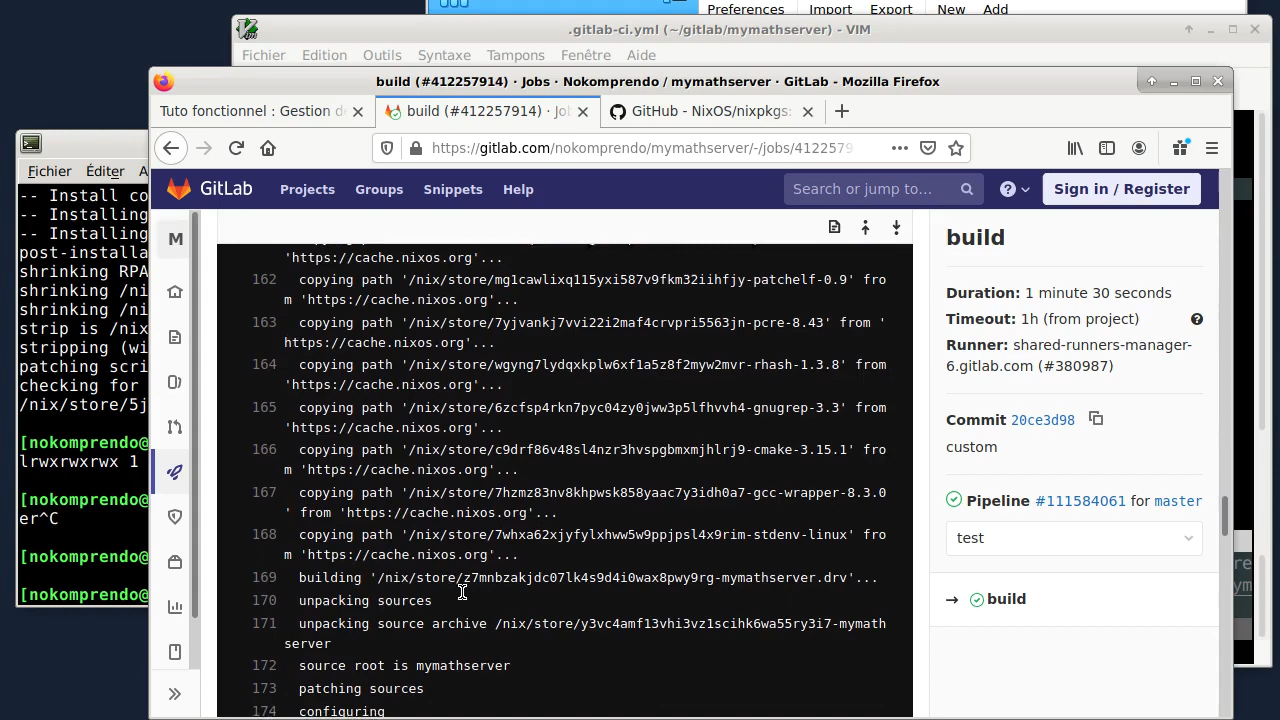 Preferences Import Export New Add
.gitlab-ci.yml (~/gitlab/mymathserver) - VIM
Fichier Edition Outils Syntaxe Tampons Fenêtre Aide
build (#412257914) · Jobs · Nokomprendo / mymathserver · GitLab - Mozilla Firefox
Tuto fonctionnel : Gestion de
build (#412257914) · Jo
GitHub - NixOS/nixpkgs:
https://gitlab.com/nokomprendo/mymathserver/-/jobs/4122579
Fichier Éditer A
GitLab Projects Groups Snippets Help Search or jump to... Sign in / Register
-- Install co
-- Installing
-- Installing
post-installa
shrinking RPA
shrinking /ni
shrinking /ni
strip is /nix
stripping (wi
patching scri
checking for
/nix/store/5j
[nokomprendo@
lrwxrwxrwx 1
[nokomprendo@
er^C
[nokomprendo@
[nokomprendo@
M
'https://cache.nixos.org'...
162 copying path '/nix/store/mg1cawlixq115yxi587v9fkm32iihfjy-patchelf-0.9' fro
m 'https://cache.nixos.org'...
163 copying path '/nix/store/7yjvankj7vvi22i2maf4crvpri5563jn-pcre-8.43' from '
https://cache.nixos.org'...
164 copying path '/nix/store/wgyng7lydqxkplw6xf1a5z8f2myw2mvr-rhash-1.3.8' from
'https://cache.nixos.org'...
165 copying path '/nix/store/6zcfsp4rkn7pyc04zy0jww3p5lfhvvh4-gnugrep-3.3' from
'https://cache.nixos.org'...
166 copying path '/nix/store/c9drf86v48sl4nzr3hvspgbmxmjhlrj9-cmake-3.15.1' fro
m 'https://cache.nixos.org'...
167 copying path '/nix/store/7hzmz83nv8khpwsk858yaac7y3idh0a7-gcc-wrapper-8.3.0
' from 'https://cache.nixos.org'...
168 copying path '/nix/store/7whxa62xjyfylxhww5w9ppjpsl4x9rim-stdenv-linux' fro
m 'https://cache.nixos.org'...
169 building '/nix/store/z7mnbzakjdc07lk4s9d4i0wax8pwy9rg-mymathserver.drv'...
170 unpacking sources
171 unpacking source archive /nix/store/y3vc4amf13vhi3vz1scihk6wa55ry3i7-mymath
server
172 source root is mymathserver
173 patching sources
174 configuring
build
Duration: 1 minute 30 seconds
Timeout: 1h (from project)
Runner: shared-runners-manager-
6.gitlab.com (#380987)
Commit 20ce3d98
custom
Pipeline #111584061 for master
test
→ build